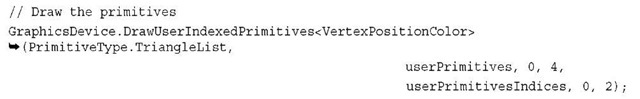 // Draw the primitives
GraphicsDevice.DrawUserIndexedPrimitives<VertexPositionColor>
➥(PrimitiveType.TriangleList,
userPrimitives, 0, 4,
userPrimitivesIndices, 0, 2);